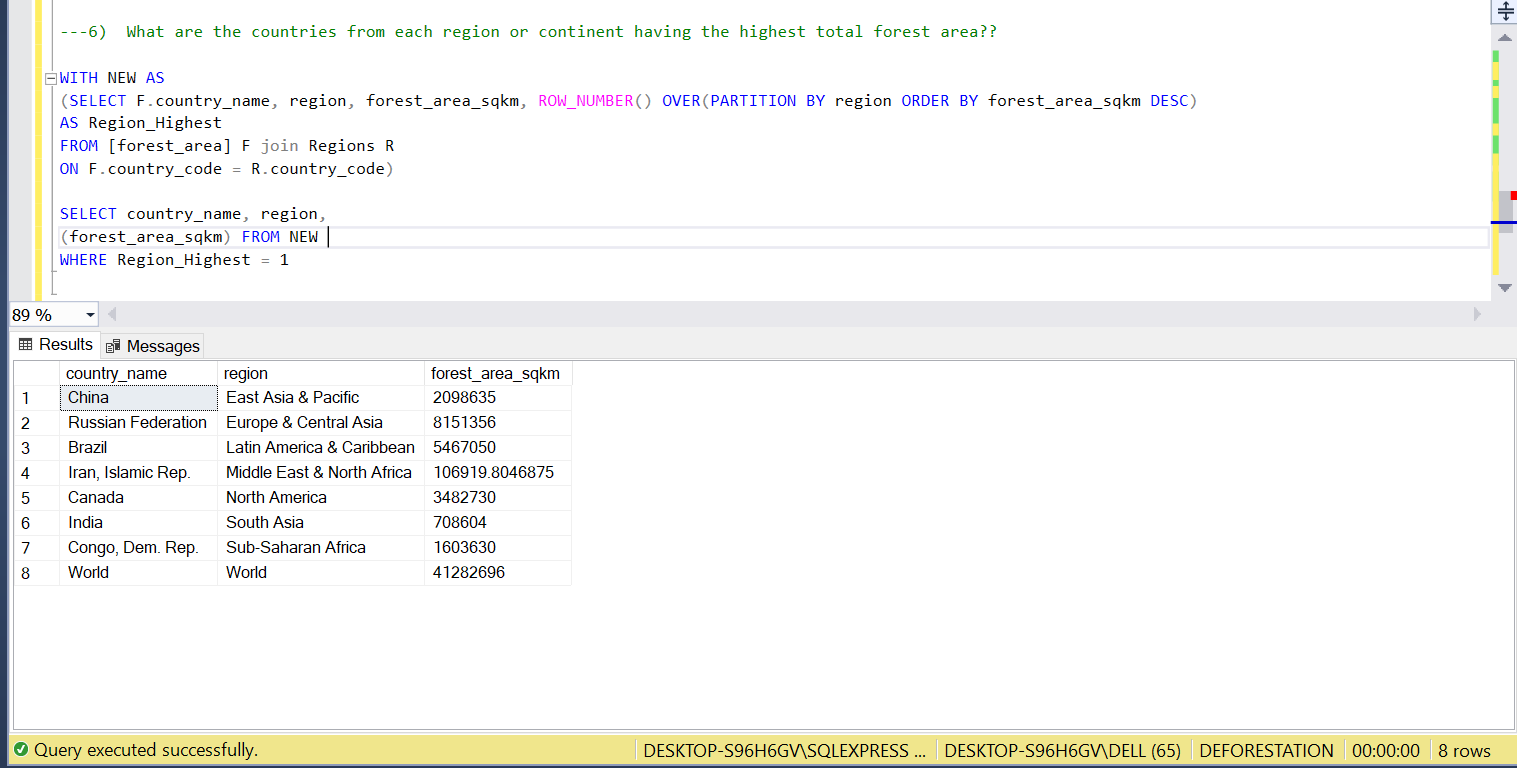 ---6)  What are the countries from each region or continent having the highest total forest area??
WITH NEW AS
(SELECT F.country_name, region, forest_area_sqkm, ROW_NUMBER() OVER(PARTITION BY region ORDER BY forest_area_sqkm DESC)
AS Region_Highest
FROM [forest_area] F join Regions R
ON F.country_code = R.country_code)
SELECT country_name, region,
(forest_area_sqkm) FROM NEW
WHERE Region_Highest = 1
89 %
Results Messages
country_name region forest_area_sqkm
1 China East Asia & Pacific 2098635
2 Russian Federation Europe & Central Asia 8151356
3 Brazil Latin America & Caribbean 5467050
4 Iran, Islamic Rep. Middle East & North Africa 106919.8046875
5 Canada North America 3482730
6 India South Asia 708604
7 Congo, Dem. Rep. Sub-Saharan Africa 1603630
8 World World 41282696
Query executed successfully. DESKTOP-S96H6GV\SQLEXPRESS ... DESKTOP-S96H6GV\DELL (65) DEFORESTATION 00:00:00 8 rows